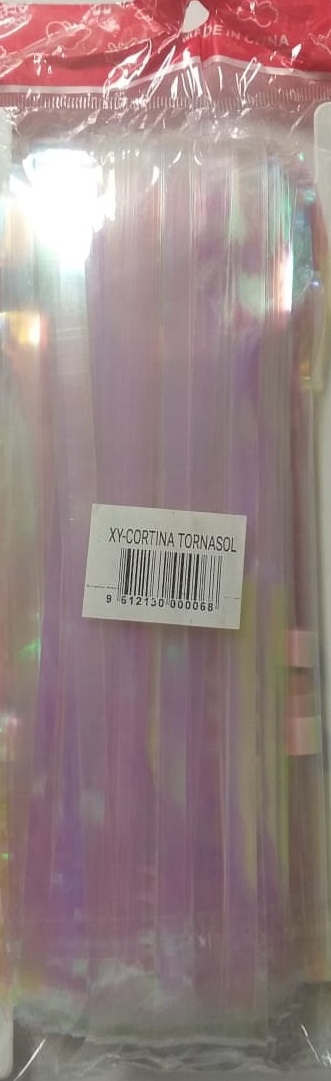 MADE IN CHINA
XY-CORTINA TORNASOL
9 612130 000068